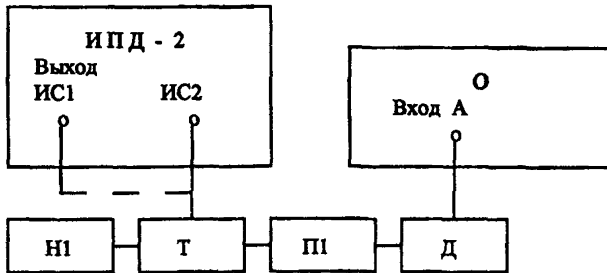 ИПД - 2
Выход
ИС1 ИС2
О
Вход А
Н1 Т П1 Д